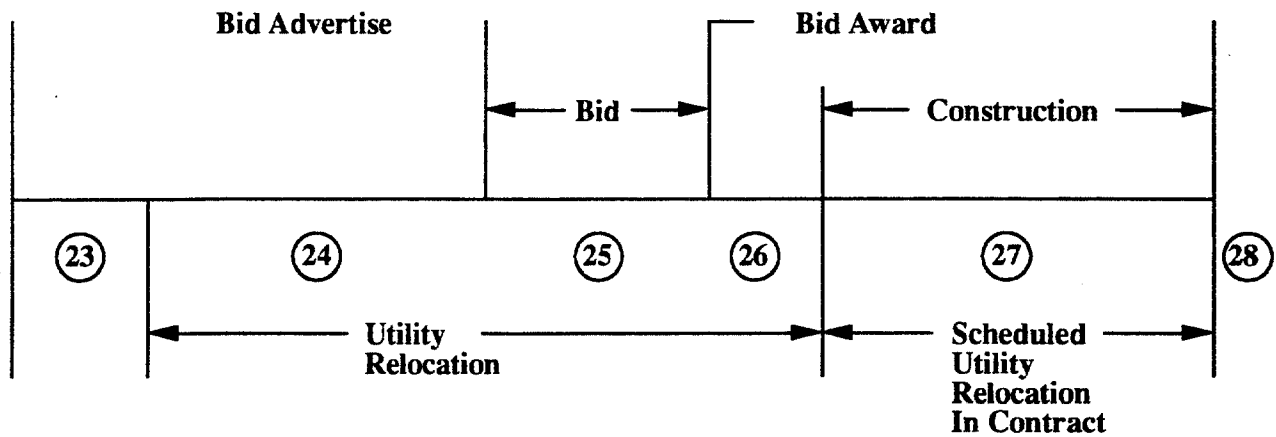 Bid Advertise
Bid Award
Bid
Construction
23
24
25
26
27
28
Utility
Relocation
Scheduled
Utility
Relocation
In Contract